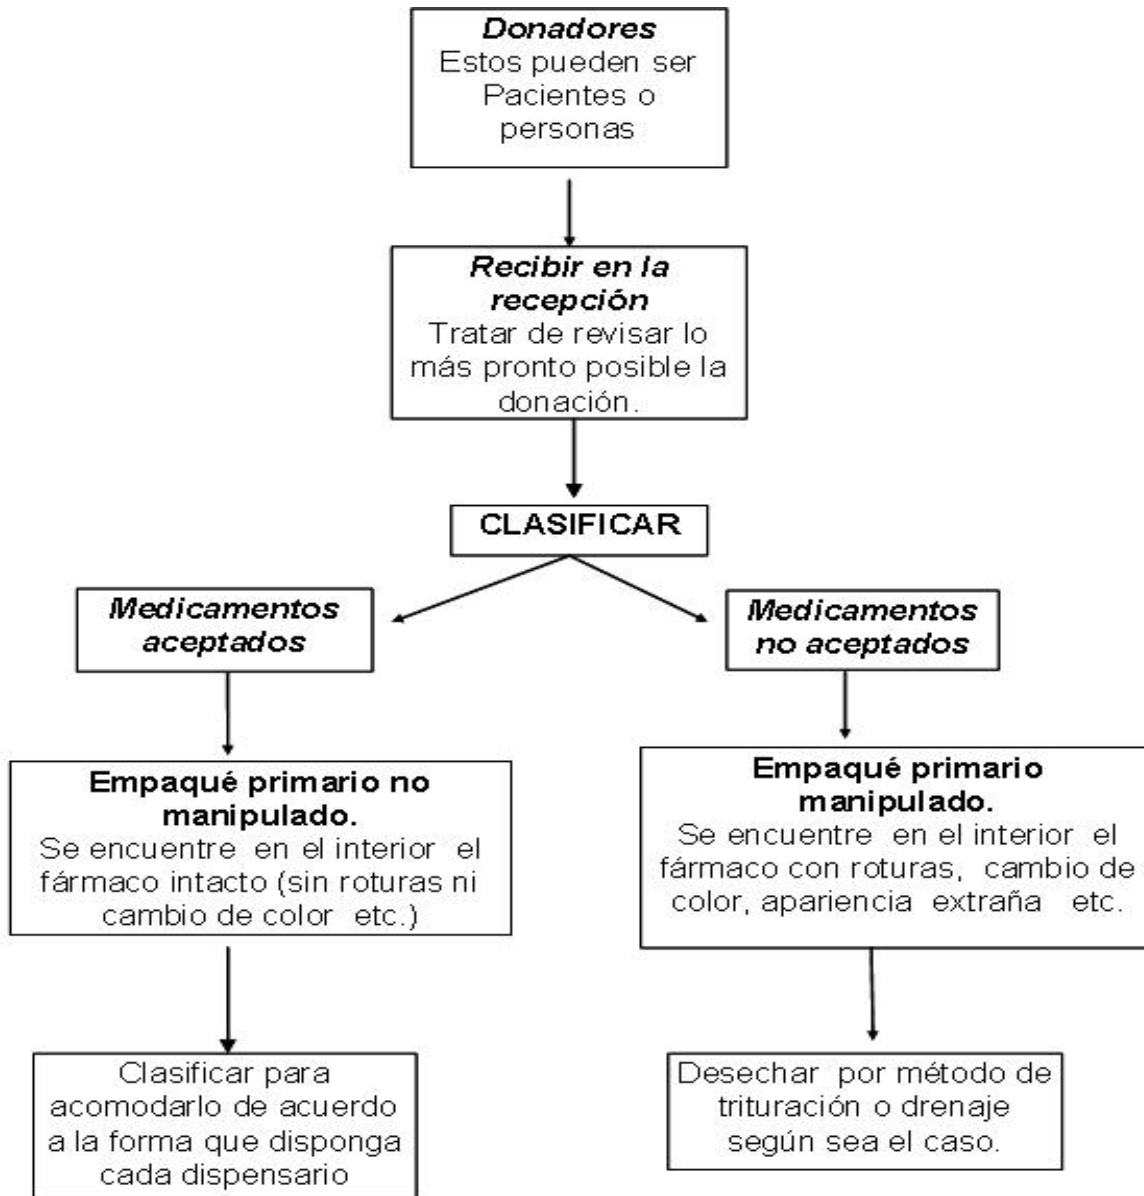 Donadores
Estos pueden ser
Pacientes o
personas
Recibir en la
recepción
Tratar de revisar lo
más pronto posible la
donación.
CLASIFICAR
Medicamentos
aceptados
Medicamentos
no aceptados
Empaqué primario no
manipulado.
Se encuentre en el interior el
fármaco intacto (sin roturas ni
cambio de color etc.)
Empaqué primario
manipulado.
Se encuentre en el interior el
fármaco con roturas, cambio de
color, apariencia extraña etc.
Clasificar para
acomodarlo de acuerdo
a la forma que disponga
cada dispensario
Desechar por método de
trituración o drenaje
según sea el caso.